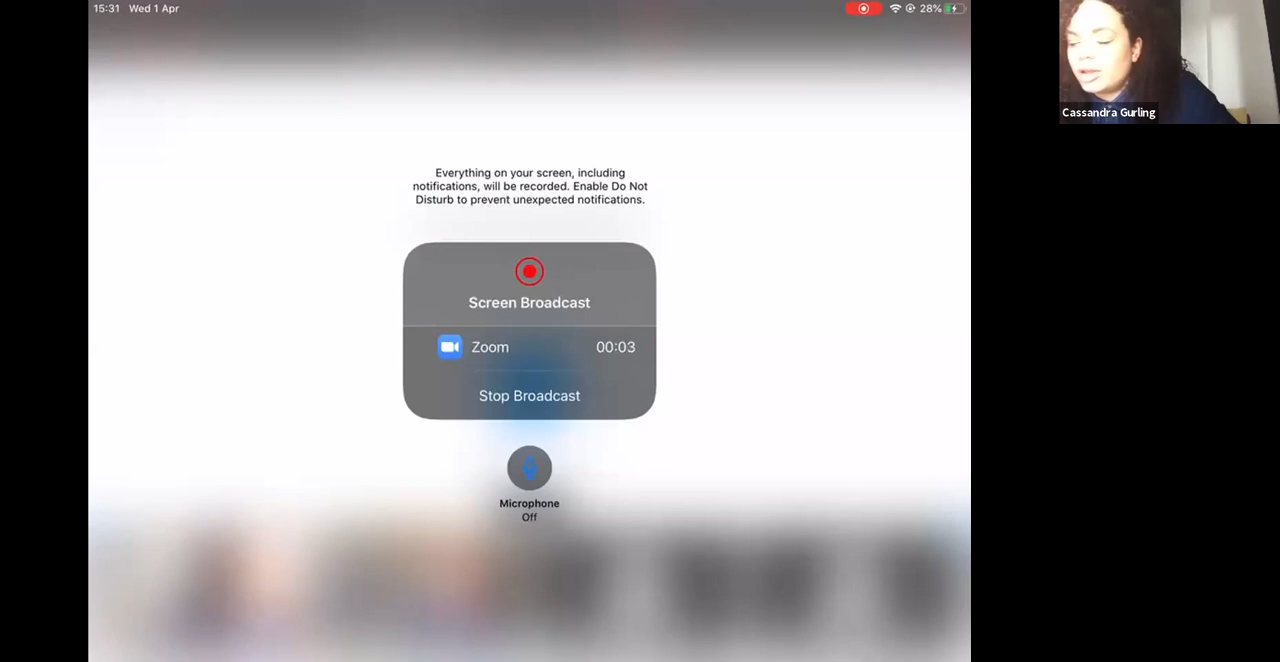 15:31 Wed 1 Apr
28%
Cassandra Gurling
Everything on your screen, including
notifications, will be recorded. Enable Do Not
Disturb to prevent unexpected notifications.
Screen Broadcast
Zoom 00:03
Stop Broadcast
Microphone
Off